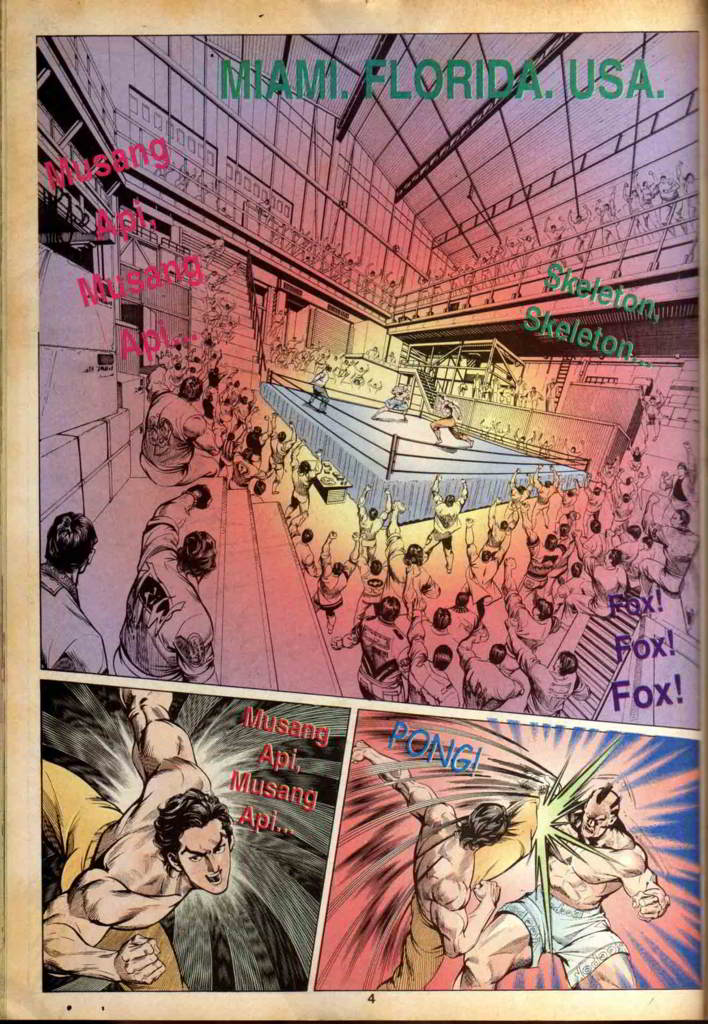 MIAMI. FLORIDA. USA.
Musang
Api.
Musang
Api...
Skeleton,
Skeleton...
Fox!
Fox!
Fox!
Musang
Api,
Musang
Api...
PONG!
4